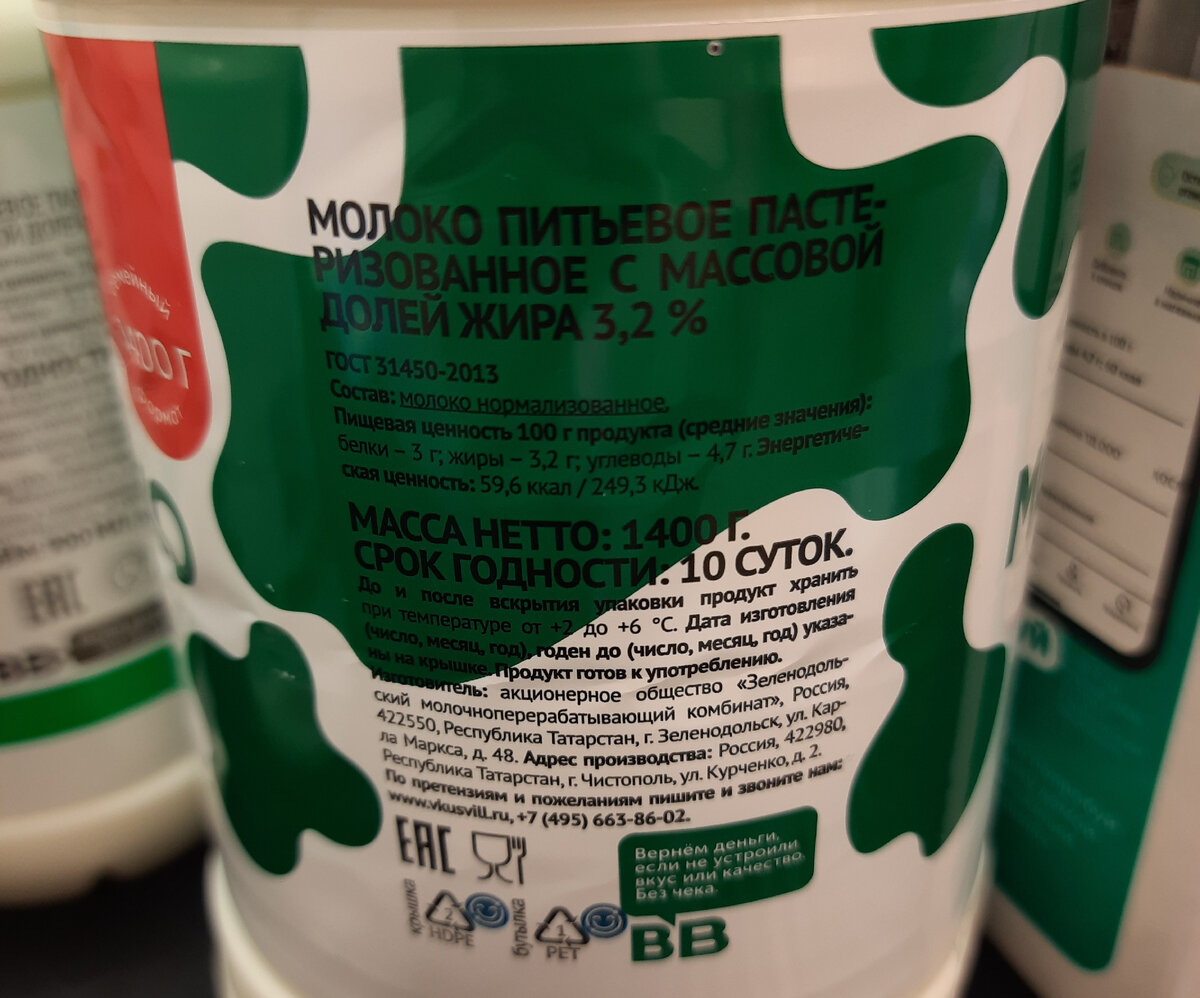 МОЛОКО ПИТЬЕВОЕ ПАСТЕ-
РИЗОВАННОЕ С МАССОВОЙ
ДОЛЕЙ ЖИРА 3,2 %
ГОСТ 31450-2013
Состав: молоко нормализованное.
Пищевая ценность 100 г продукта (средние значения):
белки – 3 г; жиры – 3,2 г; углеводы – 4,7 г. Энергетиче-
ская ценность: 59,6 ккал / 249,3 кДж.
МАССА НЕТТО: 1400 Г.
СРОК ГОДНОСТИ: 10 СУТОК.
До и после вскрытия упаковки продукт хранить
при температуре от +2 до +6 °С. Дата изготовления
(число, месяц, год), годен до (число, месяц, год) указа-
ны на крышке. Продукт готов к употреблению.
Изготовитель: акционерное общество «Зеленодоль-
ский молочноперерабатывающий комбинат», Россия,
422550, Республика Татарстан, г. Зеленодольск, ул. Кар-
ла Маркса, д. 48. Адрес производства: Россия, 422980,
Республика Татарстан, г. Чистополь, ул. Курченко, д. 2.
По претензиям и пожеланиям пишите и звоните нам:
www.vkusvill.ru, +7 (495) 663-86-02.
EAC
крышка
2
HDPE
бутылка
1
PET
Вернём деньги,
если не устроили
вкус или качество.
Без чека.
ВВ
1400 Г
формат
EAC